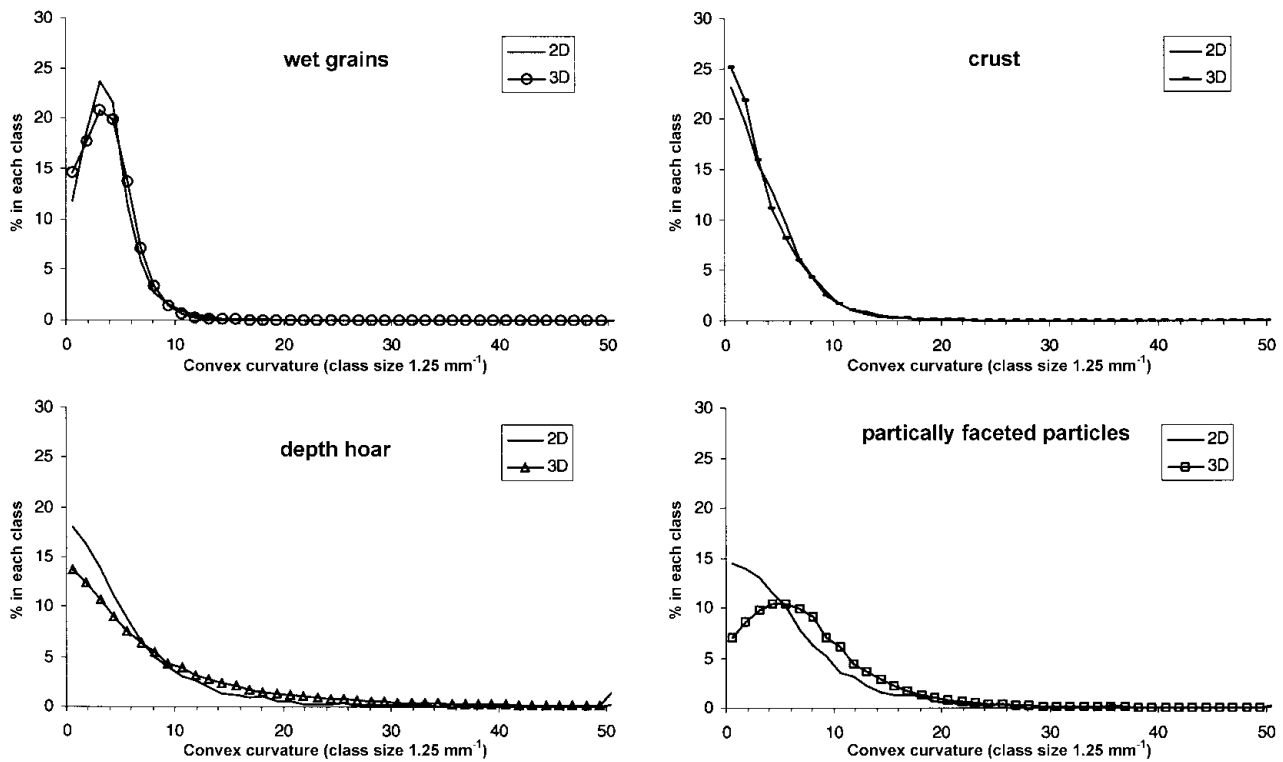 wet grains
2D
3D
% in each class
30
25
20
15
10
5
0
0 10 20 30 40 50
Convex curvature (class size 1.25 mm⁻¹)
crust
2D
3D
% in each class
30
25
20
15
10
5
0
0 10 20 30 40 50
Convex curvature (class size 1.25 mm⁻¹)
depth hoar
2D
3D
% in each class
30
25
20
15
10
5
0
0 10 20 30 40 50
Convex curvature (class size 1.25 mm⁻¹)
partically faceted particles
2D
3D
% in each class
30
25
20
15
10
5
0
0 10 20 30 40 50
Convex curvature (class size 1.25 mm⁻¹)